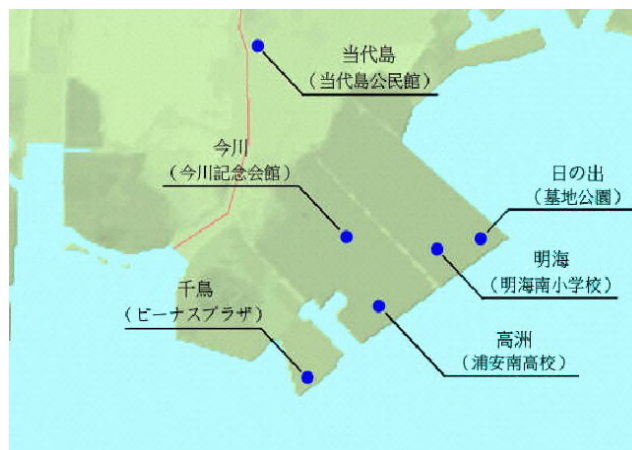 当代島
（当代島公民館）
今川
（今川記念会館）
日の出
（墓地公園）
明海
（明海南小学校）
千鳥
（ビーナスプラザ）
高洲
（浦安南高校）